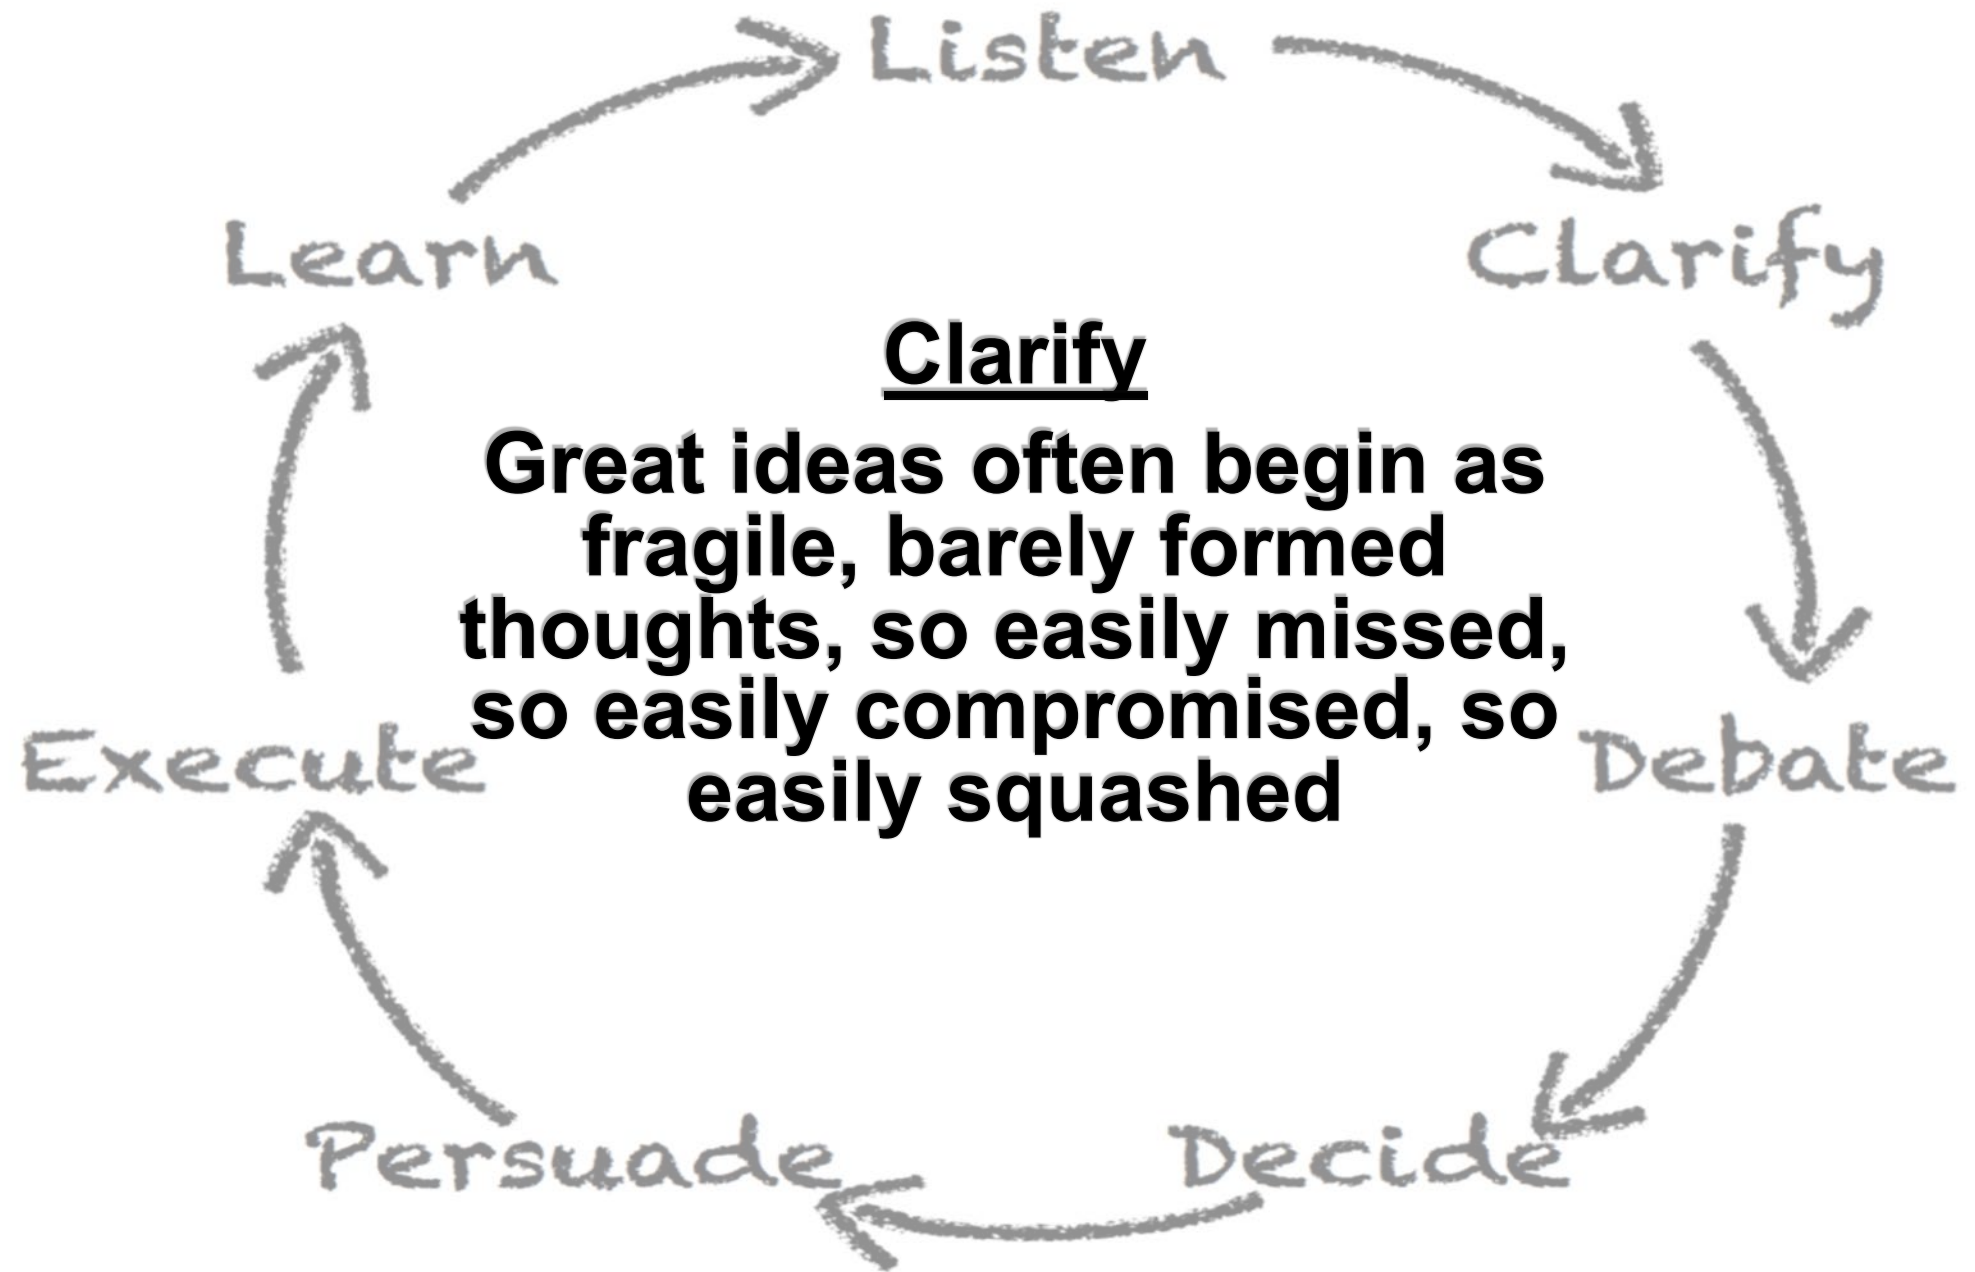 Listen
Learn
Clarify
Clarify
Great ideas often begin as
fragile, barely formed
thoughts, so easily missed,
so easily compromised, so
easily squashed
Execute
Debate
Persuade
Decide